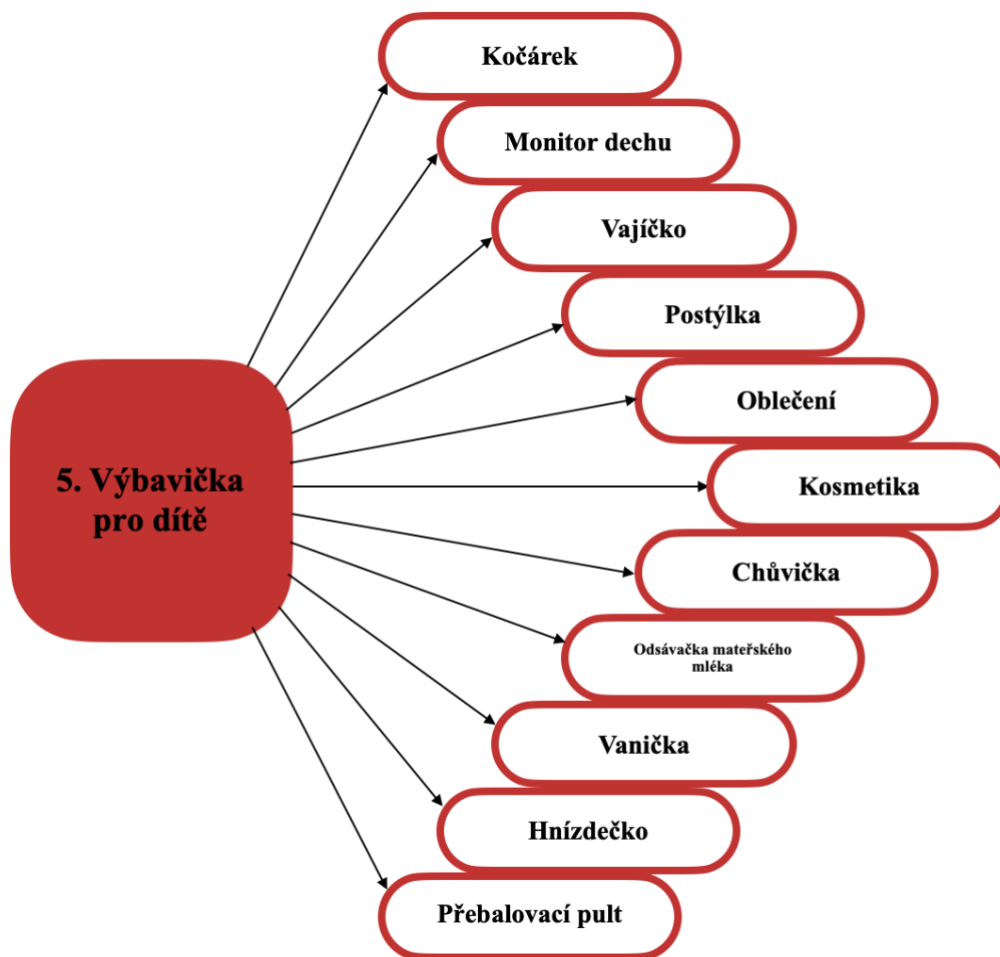 Kočárek
Monitor dechu
Vajíčko
Postýlka
Oblečení
5. Výbavička
pro dítě
Kosmetika
Chůvička
Odsávačka mateřského
mléka
Vanička
Hnízdečko
Přebalovací pult